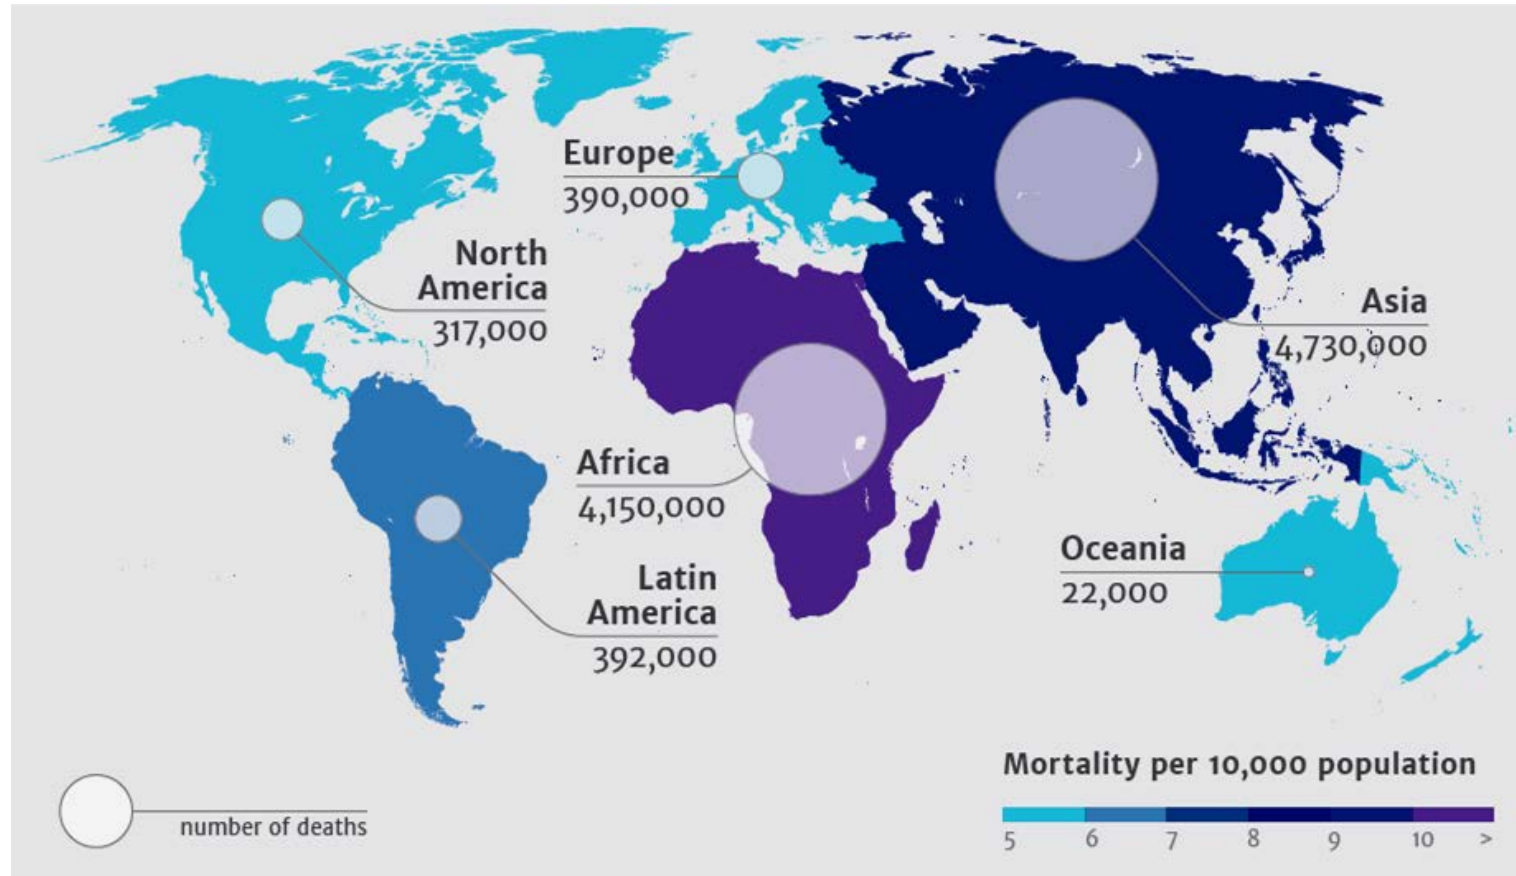 Europe
390,000
North
America
317,000
Asia
4,730,000
Africa
4,150,000
Oceania
22,000
Latin
America
392,000
Mortality per 10,000 population
5 6 7 8 9 10 >
number of deaths